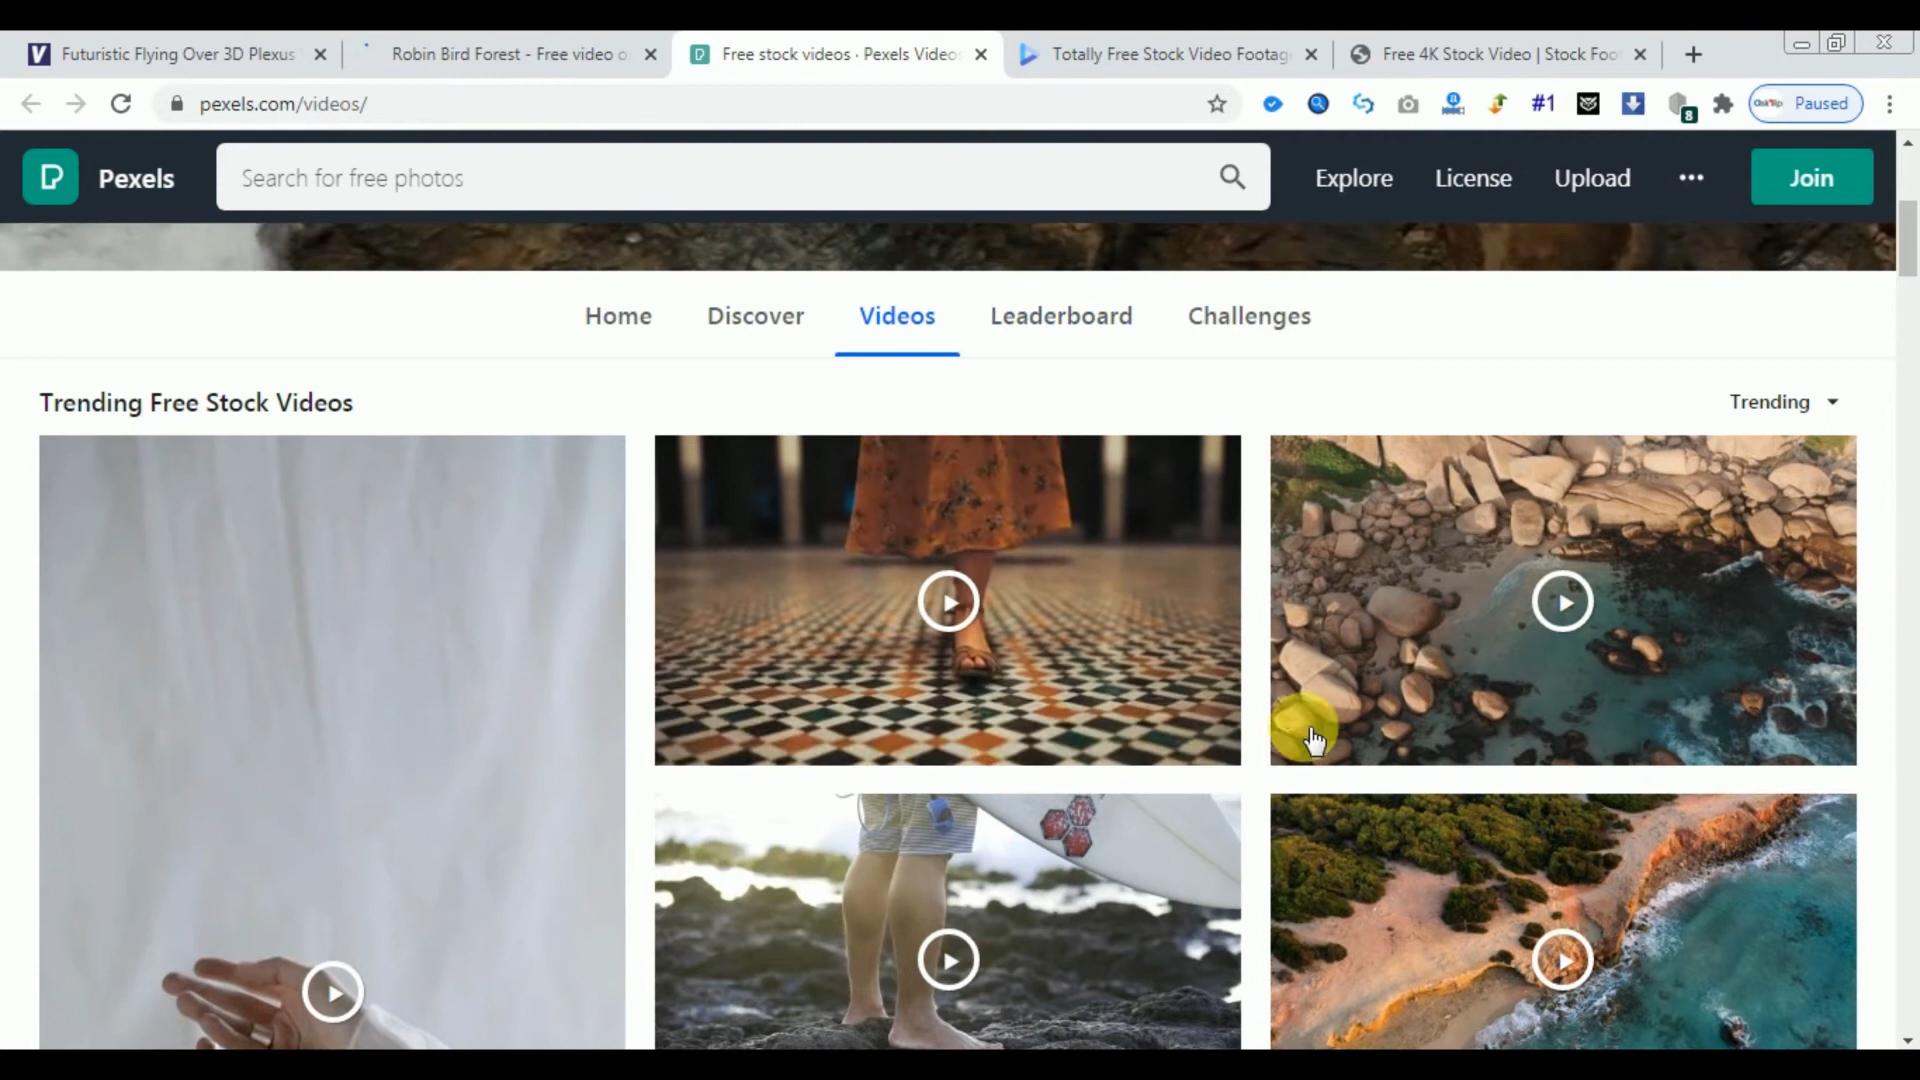 Futuristic Flying Over 3D Plexus
Robin Bird Forest - Free video o
Free stock videos · Pexels Videos
Totally Free Stock Video Footag
Free 4K Stock Video | Stock Foo
pexels.com/videos/
#1
8
Paused
Pexels
Search for free photos
Explore
License
Upload
Join
Home
Discover
Videos
Leaderboard
Challenges
Trending Free Stock Videos
Trending